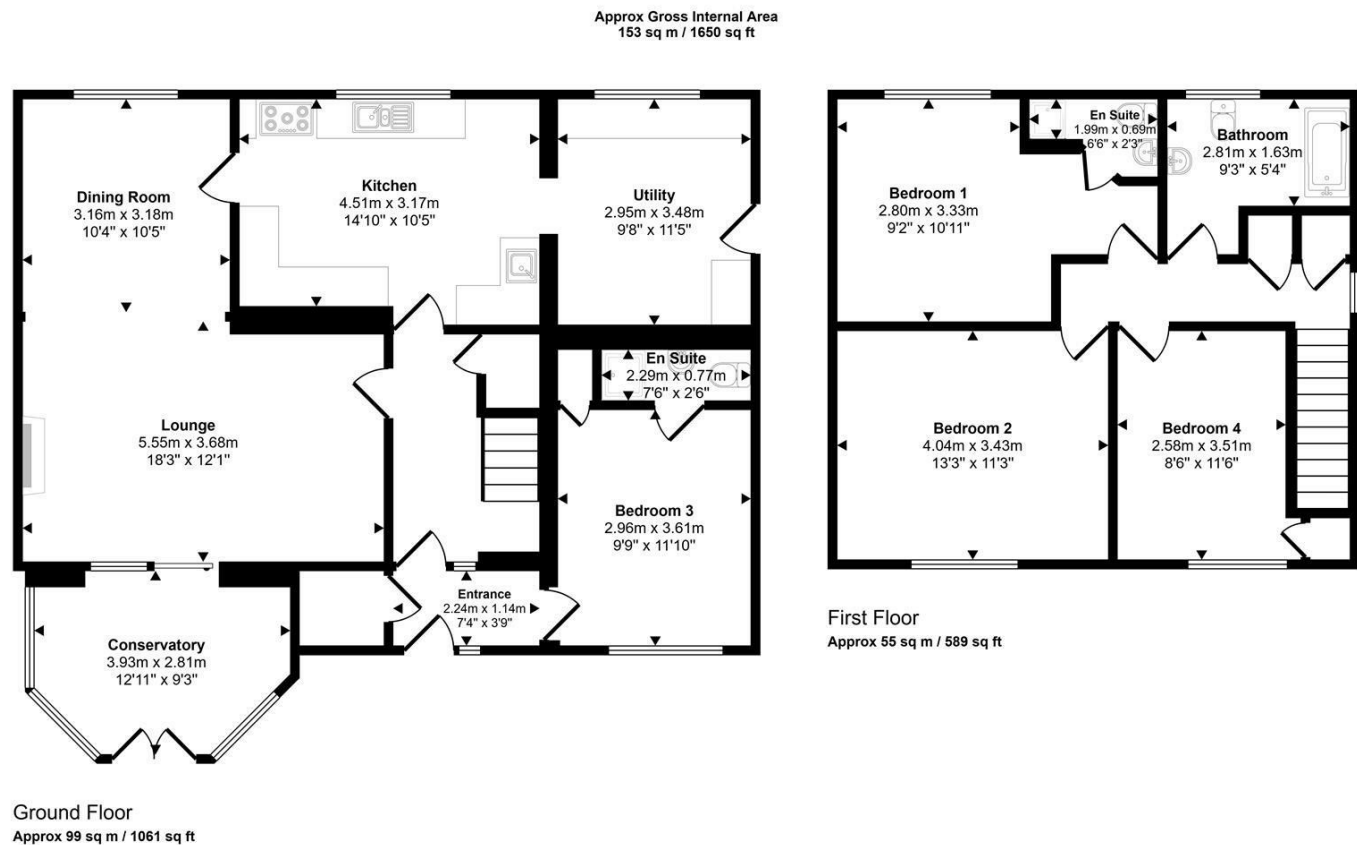 Approx Gross Internal Area
153 sq m / 1650 sq ft
Dining Room
3.16m x 3.18m
10'4" x 10'5"
Kitchen
4.51m x 3.17m
14'10" x 10'5"
Utility
2.95m x 3.48m
9'8" x 11'5"
En Suite
2.29m x 0.77m
7'6" x 2'6"
Lounge
5.55m x 3.68m
18'3" x 12'1"
Bedroom 3
2.96m x 3.61m
9'9" x 11'10"
Entrance
2.24m x 1.14m
7'4" x 3'9"
Conservatory
3.93m x 2.81m
12'11" x 9'3"
Ground Floor
Approx 99 sq m / 1061 sq ft
En Suite
1.99m x 0.69m
6'6" x 2'3"
Bathroom
2.81m x 1.63m
9'3" x 5'4"
Bedroom 1
2.80m x 3.33m
9'2" x 10'11"
Bedroom 2
4.04m x 3.43m
13'3" x 11'3"
Bedroom 4
2.58m x 3.51m
8'6" x 11'6"
First Floor
Approx 55 sq m / 589 sq ft